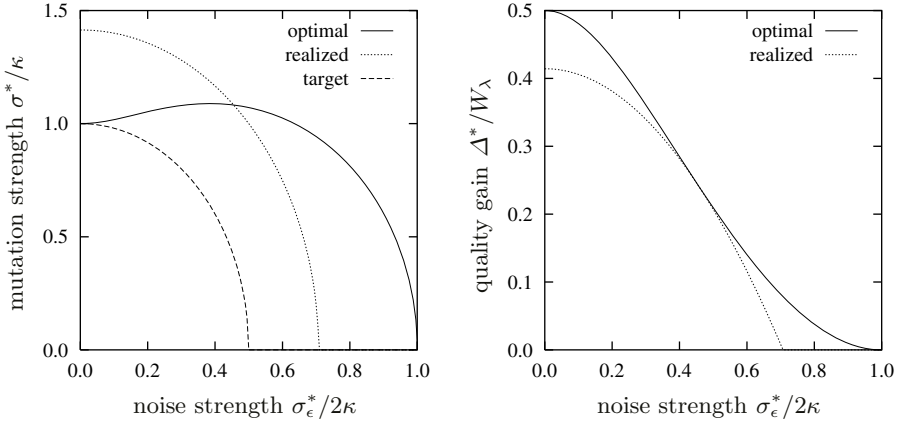 1.5
1.0
0.5
0.0
0.0 0.2 0.4 0.6 0.8 1.0
mutation strength σ*/κ
noise strength σ*ϵ/2κ
optimal
realized
target
0.5
0.4
0.3
0.2
0.1
0.0
0.0 0.2 0.4 0.6 0.8 1.0
quality gain Δ*/Wλ
noise strength σ*ϵ/2κ
optimal
realized